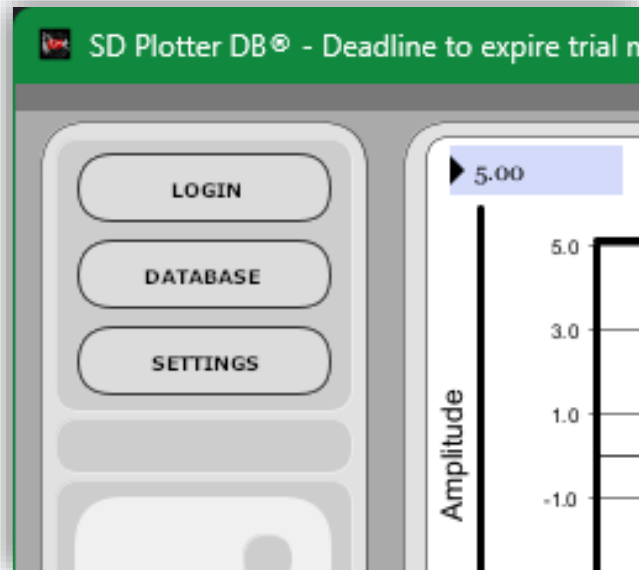 SD Plotter DB® - Deadline to expire trial
LOGIN
DATABASE
SETTINGS
5.00
5.0
3.0
1.0
-1.0
Amplitude